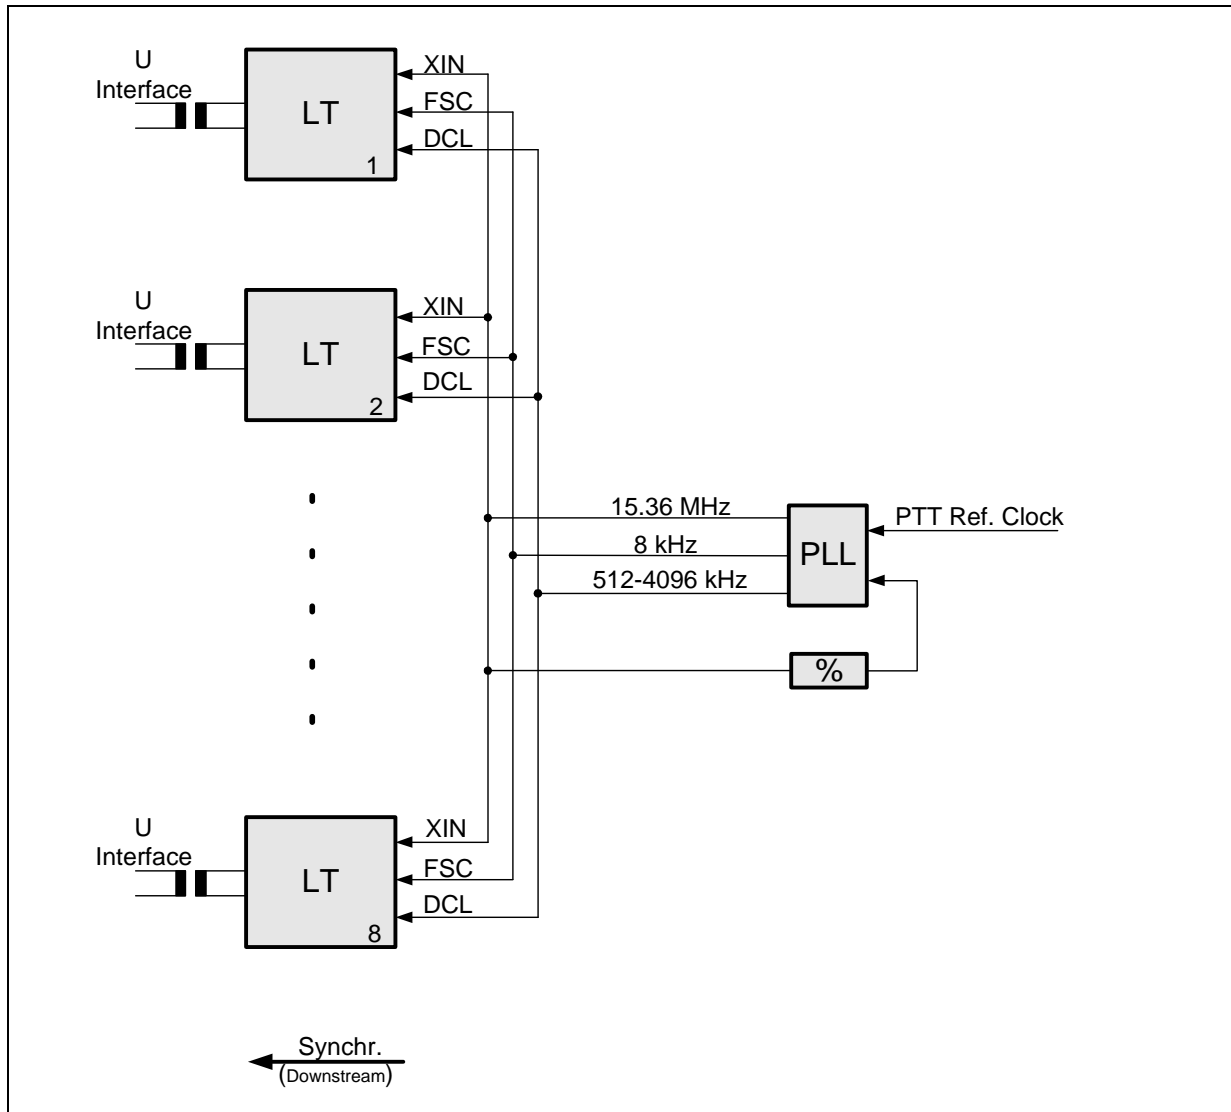 U
Interface
LT
1
XIN
FSC
DCL
U
Interface
LT
2
XIN
FSC
DCL
15.36 MHz
8 kHz
512-4096 kHz
PLL
PTT Ref. Clock
%
U
Interface
LT
8
XIN
FSC
DCL
Synchr.
(Downstream)